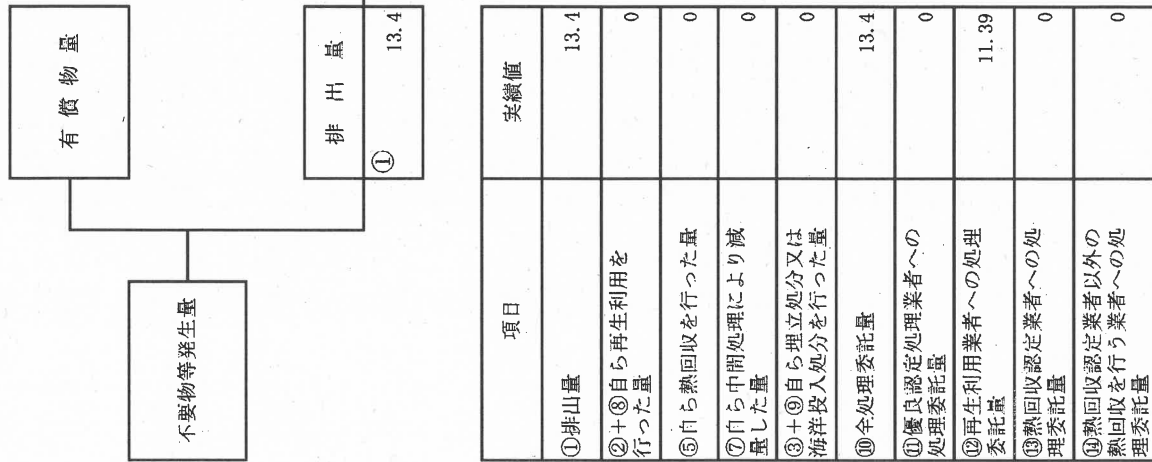 有償物量
不要物等発生量
排出量
①
13.4
項目
実績値
①排出量
13.4
②+⑧自ら再生利用を
行った量
0
⑤自ら熱回収を行った量
0
⑦自ら中間処理により減
量した量
0
③+⑨自ら埋立処分又は
海洋投入処分を行った量
0
⑩全処理委託量
13.4
⑪優良認定処理業者への
処理委託量
0
⑫再生利用業者への処理
委託量
11.39
⑬熱回収認定業者への処
理委託量
0
⑭熱回収認定業者以外の
熱回収を行う業者への処
理委託量
0